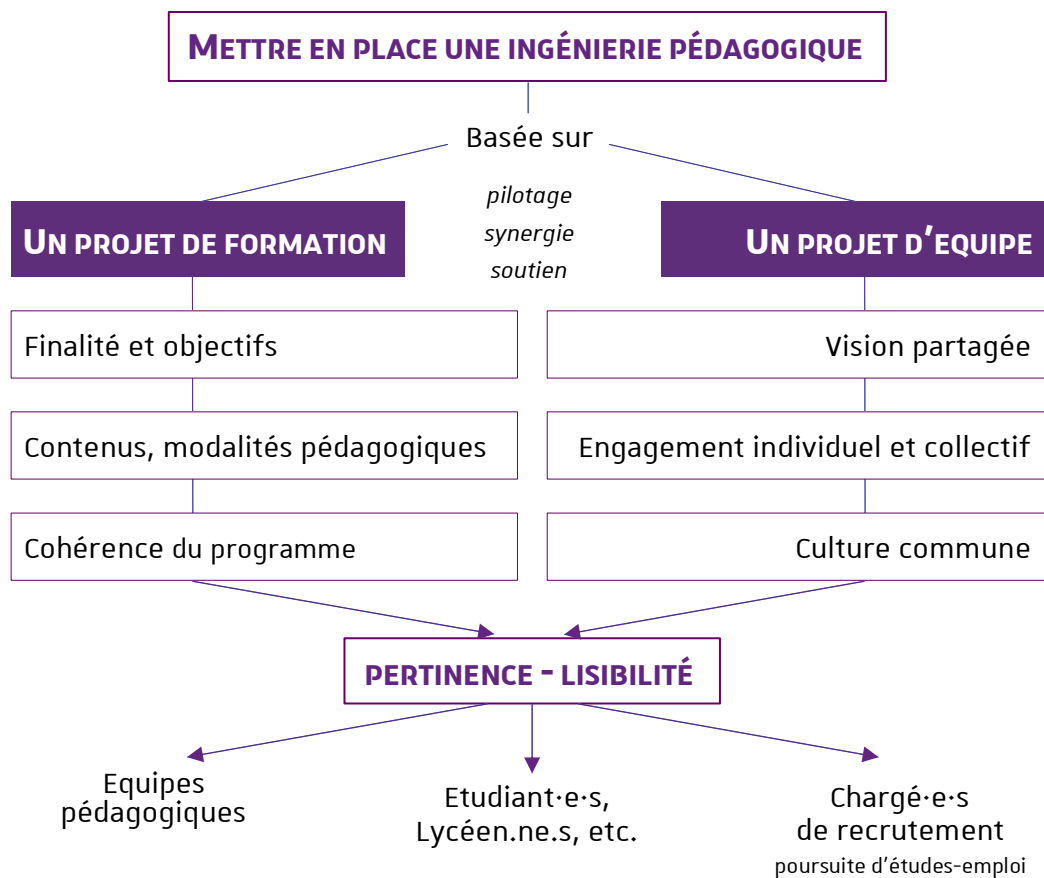 METTRE EN PLACE UNE INGÉNIERIE PÉDAGOGIQUE
Basée sur
pilotage
synergie
soutien
UN PROJET DE FORMATION
Finalité et objectifs
Contenus, modalités pédagogiques
Cohérence du programme
UN PROJET D'EQUIPE
Vision partagée
Engagement individuel et collectif
Culture commune
PERTINENCE - LISIBILITÉ
Equipes
pédagogiques
Etudiant·e·s,
Lycéen.ne.s, etc.
Chargé·e·s
de recrutement
poursuite d'études-emploi